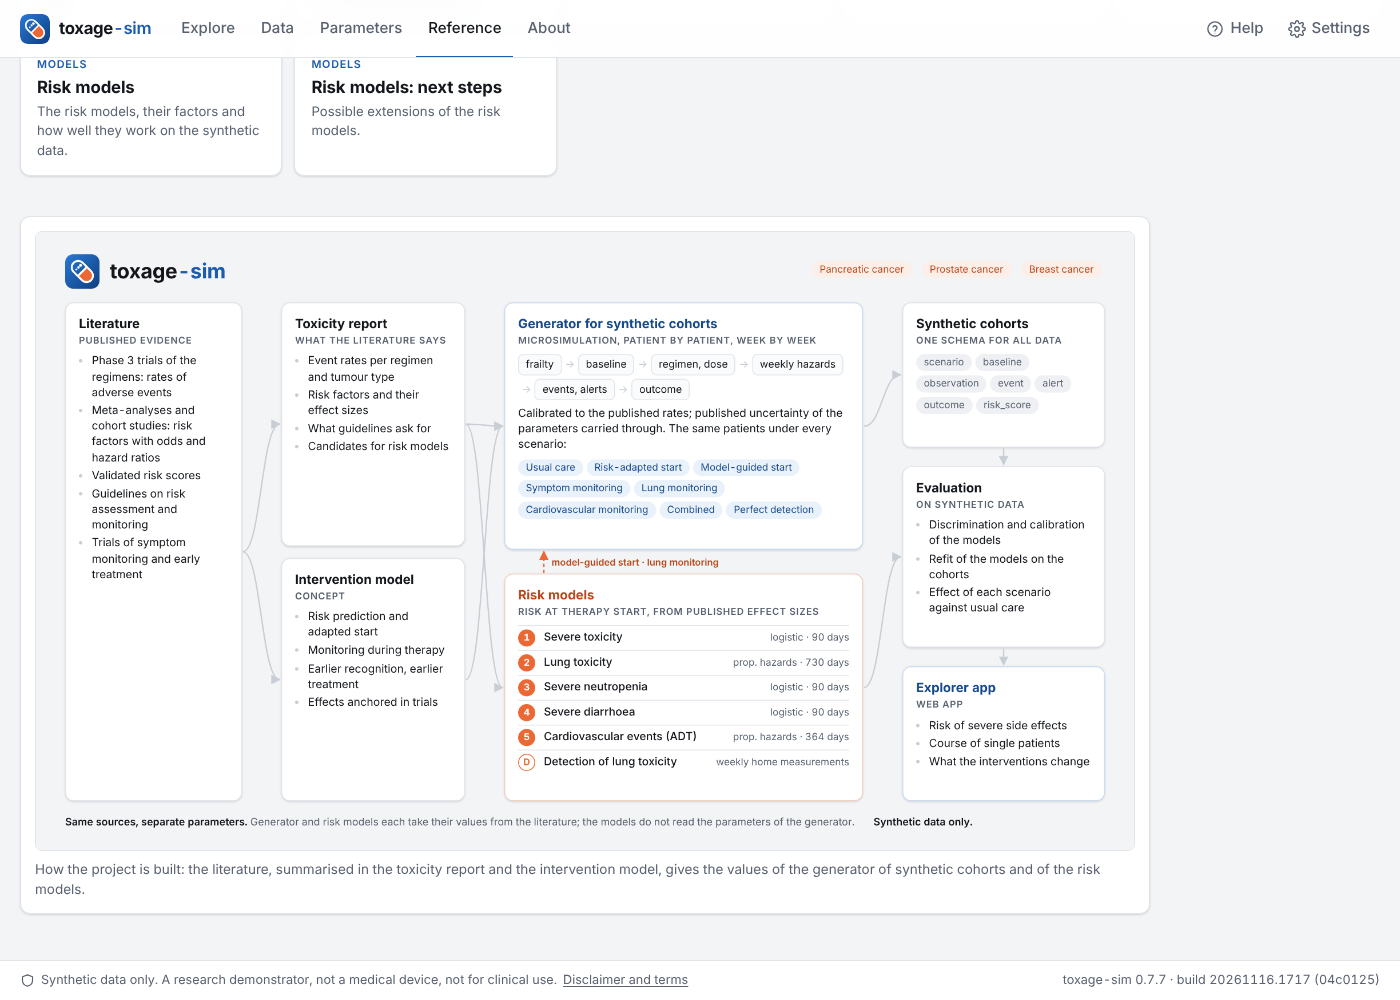 toxage-sim
Explore
Data
Parameters
Reference
About
Help
Settings
MODELS
Risk models
The risk models, their factors and
how well they work on the synthetic
data.
MODELS
Risk models: next steps
Possible extensions of the risk
models.
toxage-sim
Pancreatic cancer
Prostate cancer
Breast cancer
Literature
PUBLISHED EVIDENCE
• Phase 3 trials of the
regimens: rates of
adverse events
• Meta-analyses and
cohort studies: risk
factors with odds and
hazard ratios
• Validated risk scores
• Guidelines on risk
assessment and
monitoring
• Trials of symptom
monitoring and early
treatment
Toxicity report
WHAT THE LITERATURE SAYS
• Event rates per regimen
and tumour type
• Risk factors and their
effect sizes
• What guidelines ask for
• Candidates for risk models
Intervention model
CONCEPT
• Risk prediction and
adapted start
• Monitoring during therapy
• Earlier recognition, earlier
treatment
• Effects anchored in trials
Generator for synthetic cohorts
MICROSIMULATION, PATIENT BY PATIENT, WEEK BY WEEK
frailty → baseline → regimen, dose → weekly hazards
→ events, alerts → outcome
Calibrated to the published rates; published uncertainty of the
parameters carried through. The same patients under every
scenario:
Usual care Risk-adapted start Model-guided start
Symptom monitoring Lung monitoring
Cardiovascular monitoring Combined Perfect detection
model-guided start · lung monitoring
Risk models
RISK AT THERAPY START, FROM PUBLISHED EFFECT SIZES
1 Severe toxicity logistic · 90 days
2 Lung toxicity prop. hazards · 730 days
3 Severe neutropenia logistic · 90 days
4 Severe diarrhoea logistic · 90 days
5 Cardiovascular events (ADT) prop. hazards · 364 days
D Detection of lung toxicity weekly home measurements
Synthetic cohorts
ONE SCHEMA FOR ALL DATA
scenario baseline
observation event alert
outcome risk_score
Evaluation
ON SYNTHETIC DATA
• Discrimination and calibration
of the models
• Refit of the models on the
cohorts
• Effect of each scenario
against usual care
Explorer app
WEB APP
• Risk of severe side effects
• Course of single patients
• What the interventions change
Same sources, separate parameters. Generator and risk models each take their values from the literature; the models do not read the parameters of the generator. Synthetic data only.
How the project is built: the literature, summarised in the toxicity report and the intervention model, gives the values of the generator of synthetic cohorts and of the risk
models.
Synthetic data only. A research demonstrator, not a medical device, not for clinical use. Disclaimer and terms
toxage-sim 0.7.7 · build 20261116.1717 (04c0125)